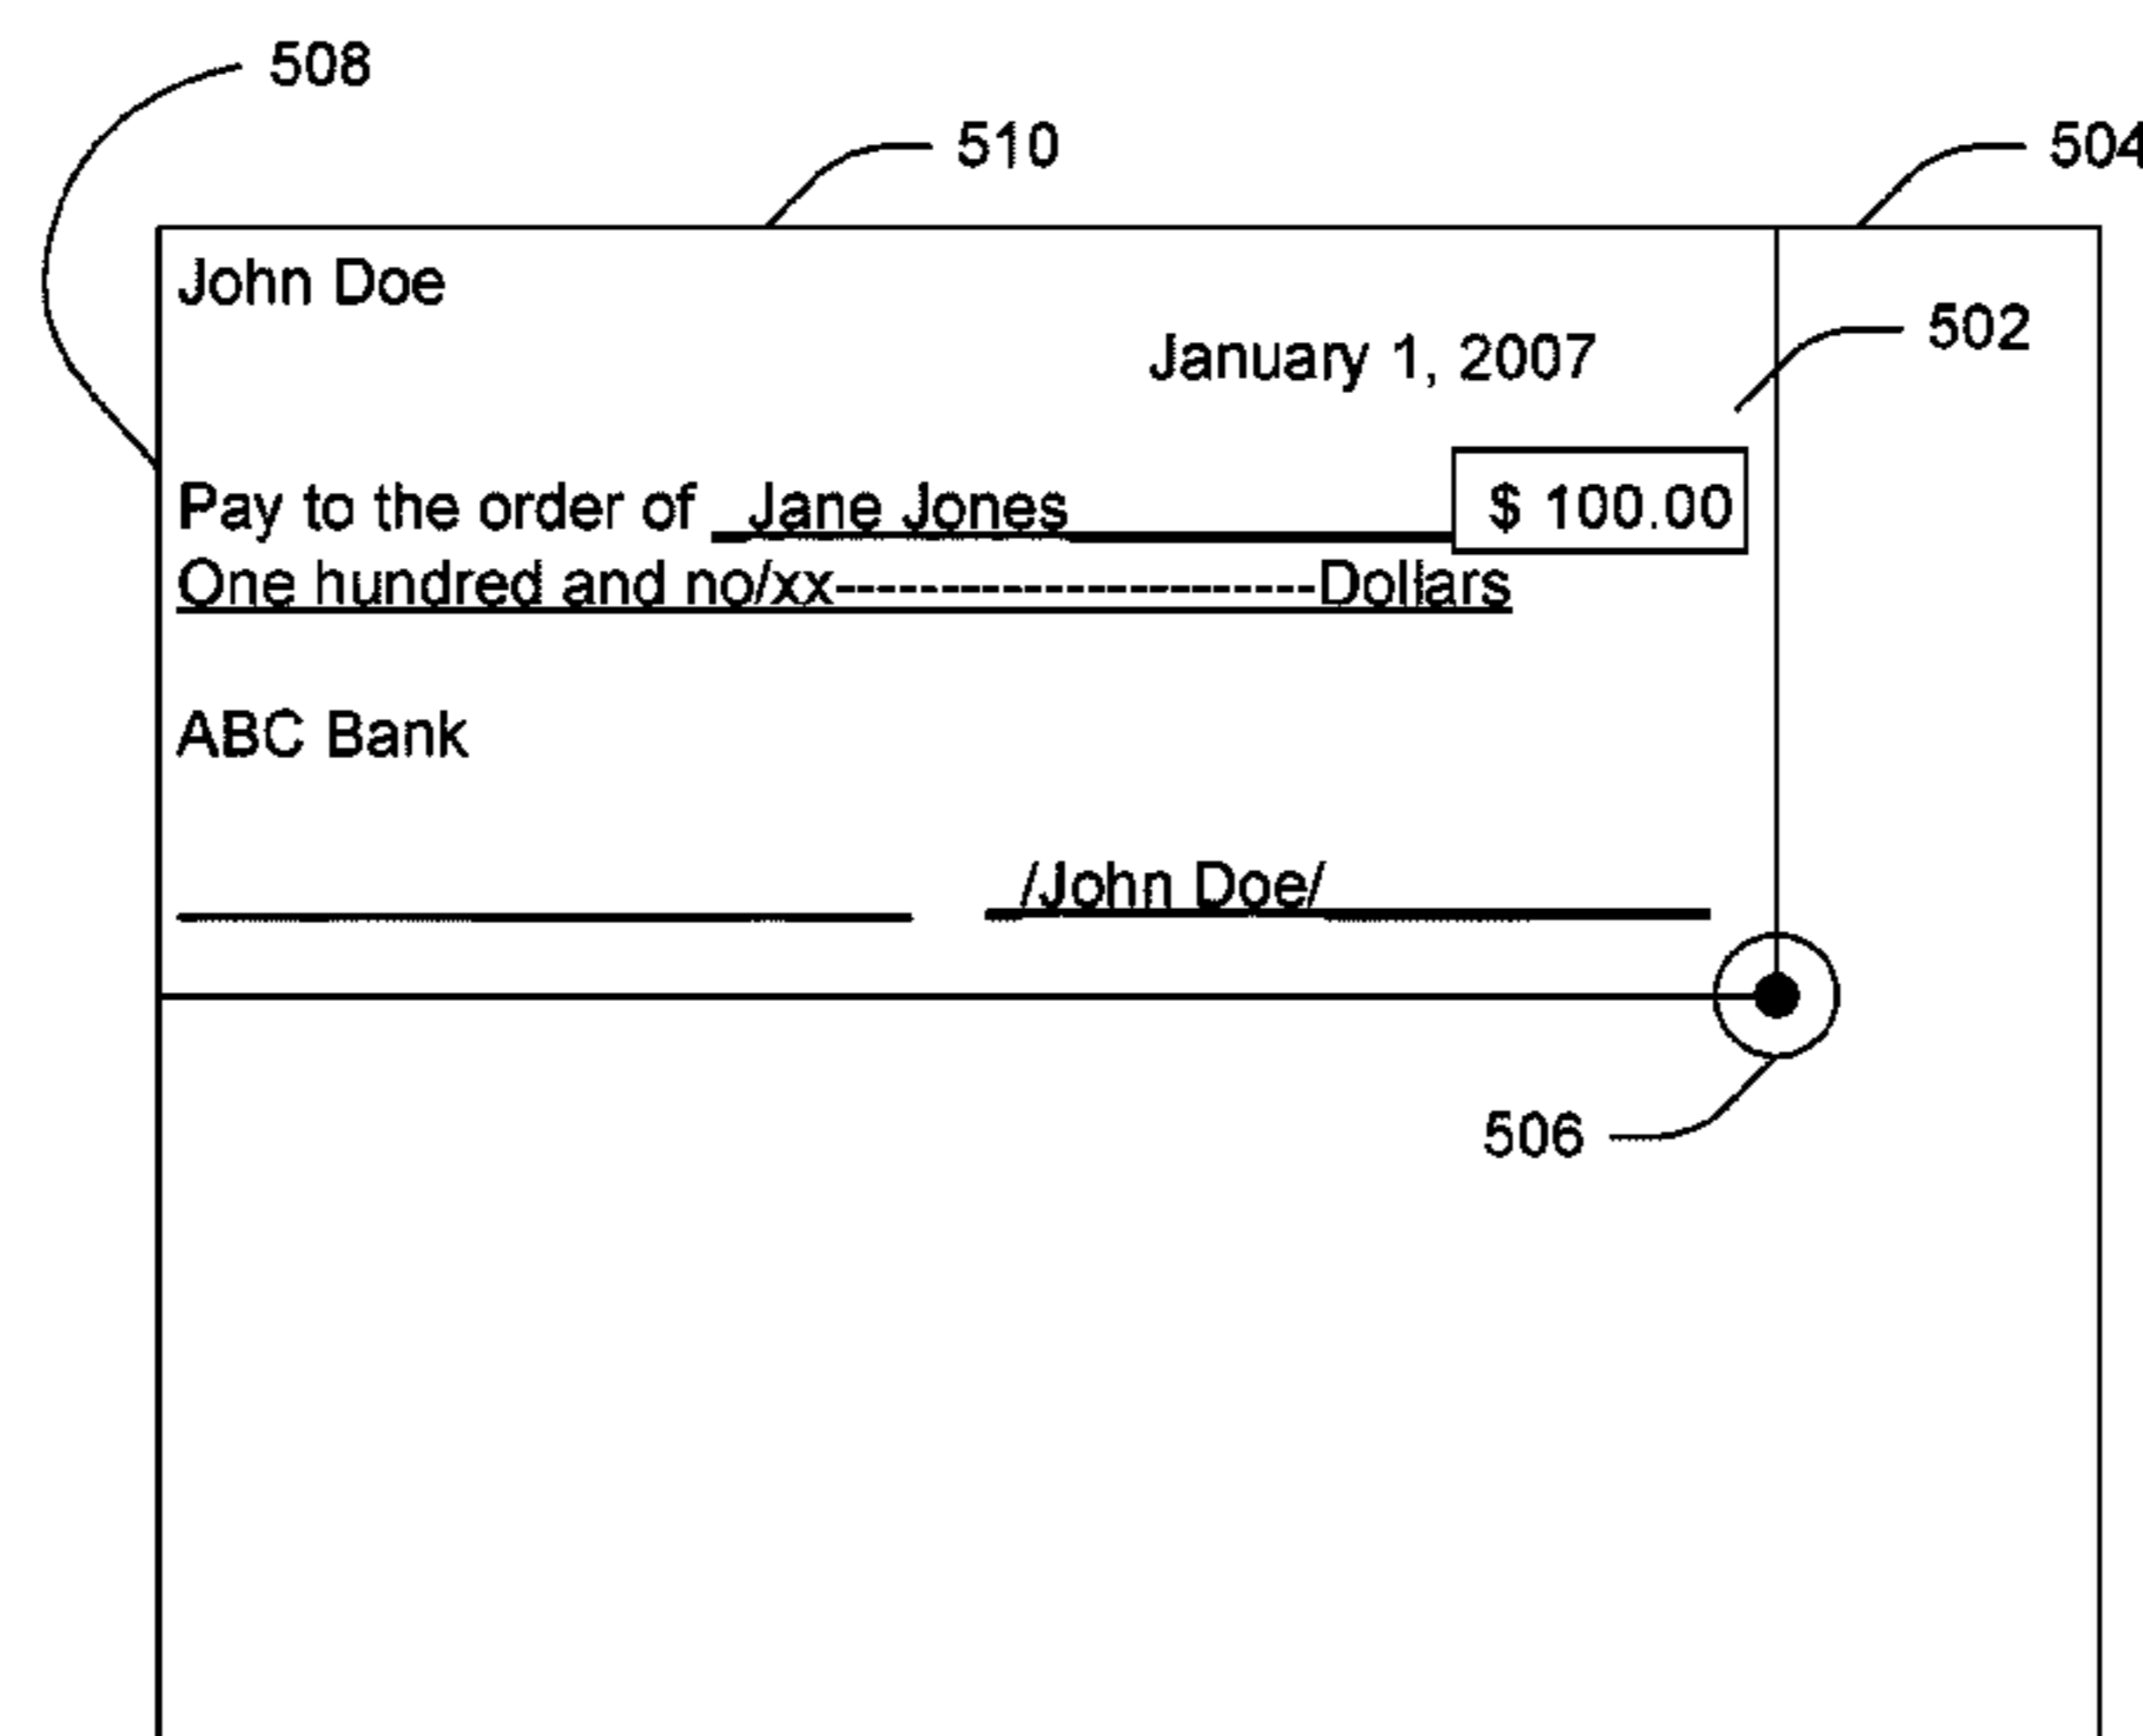 508
510
504
John Doe
502
January 1, 2007
Pay to the order of Jane Jones $ 100.00
One hundred and no/xx-----------------------Dollars
ABC Bank
/John Doe/
506